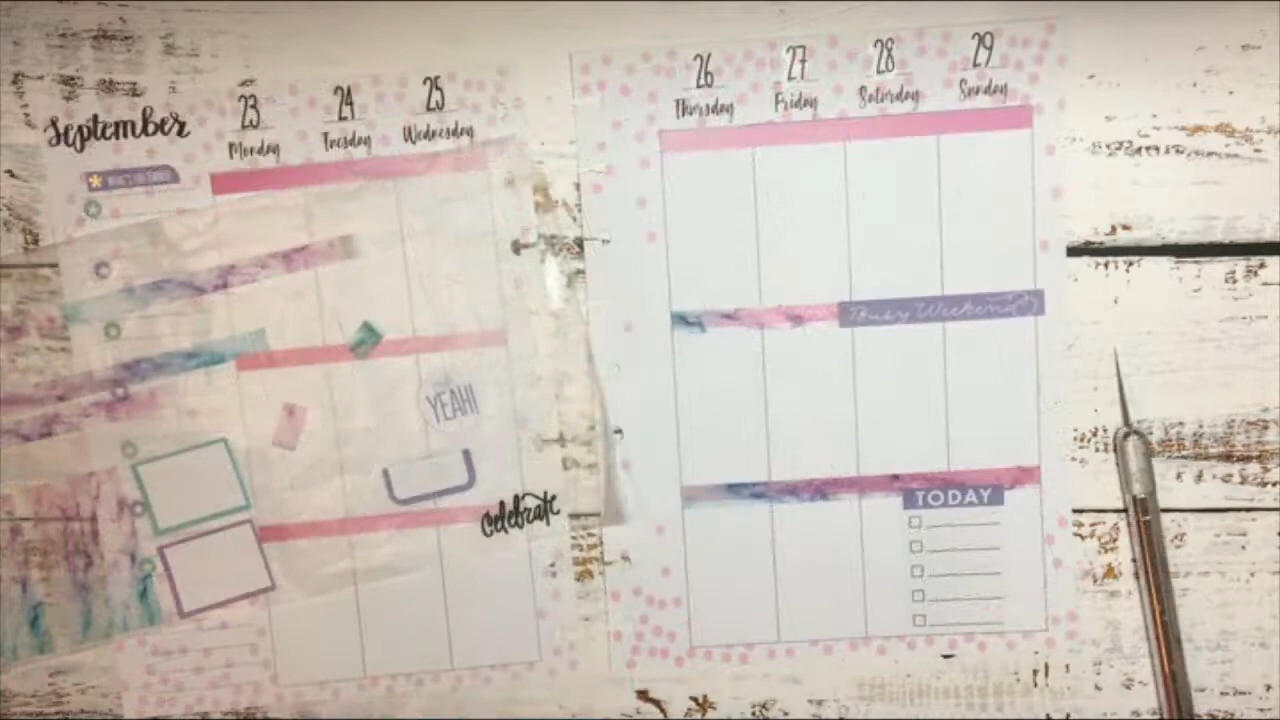 September
23
Monday
24
Tuesday
25
Wednesday
26
Thursday
27
Friday
28
Saturday
29
Sunday
Busy Weekend
YEAH!
celebrate
TODAY